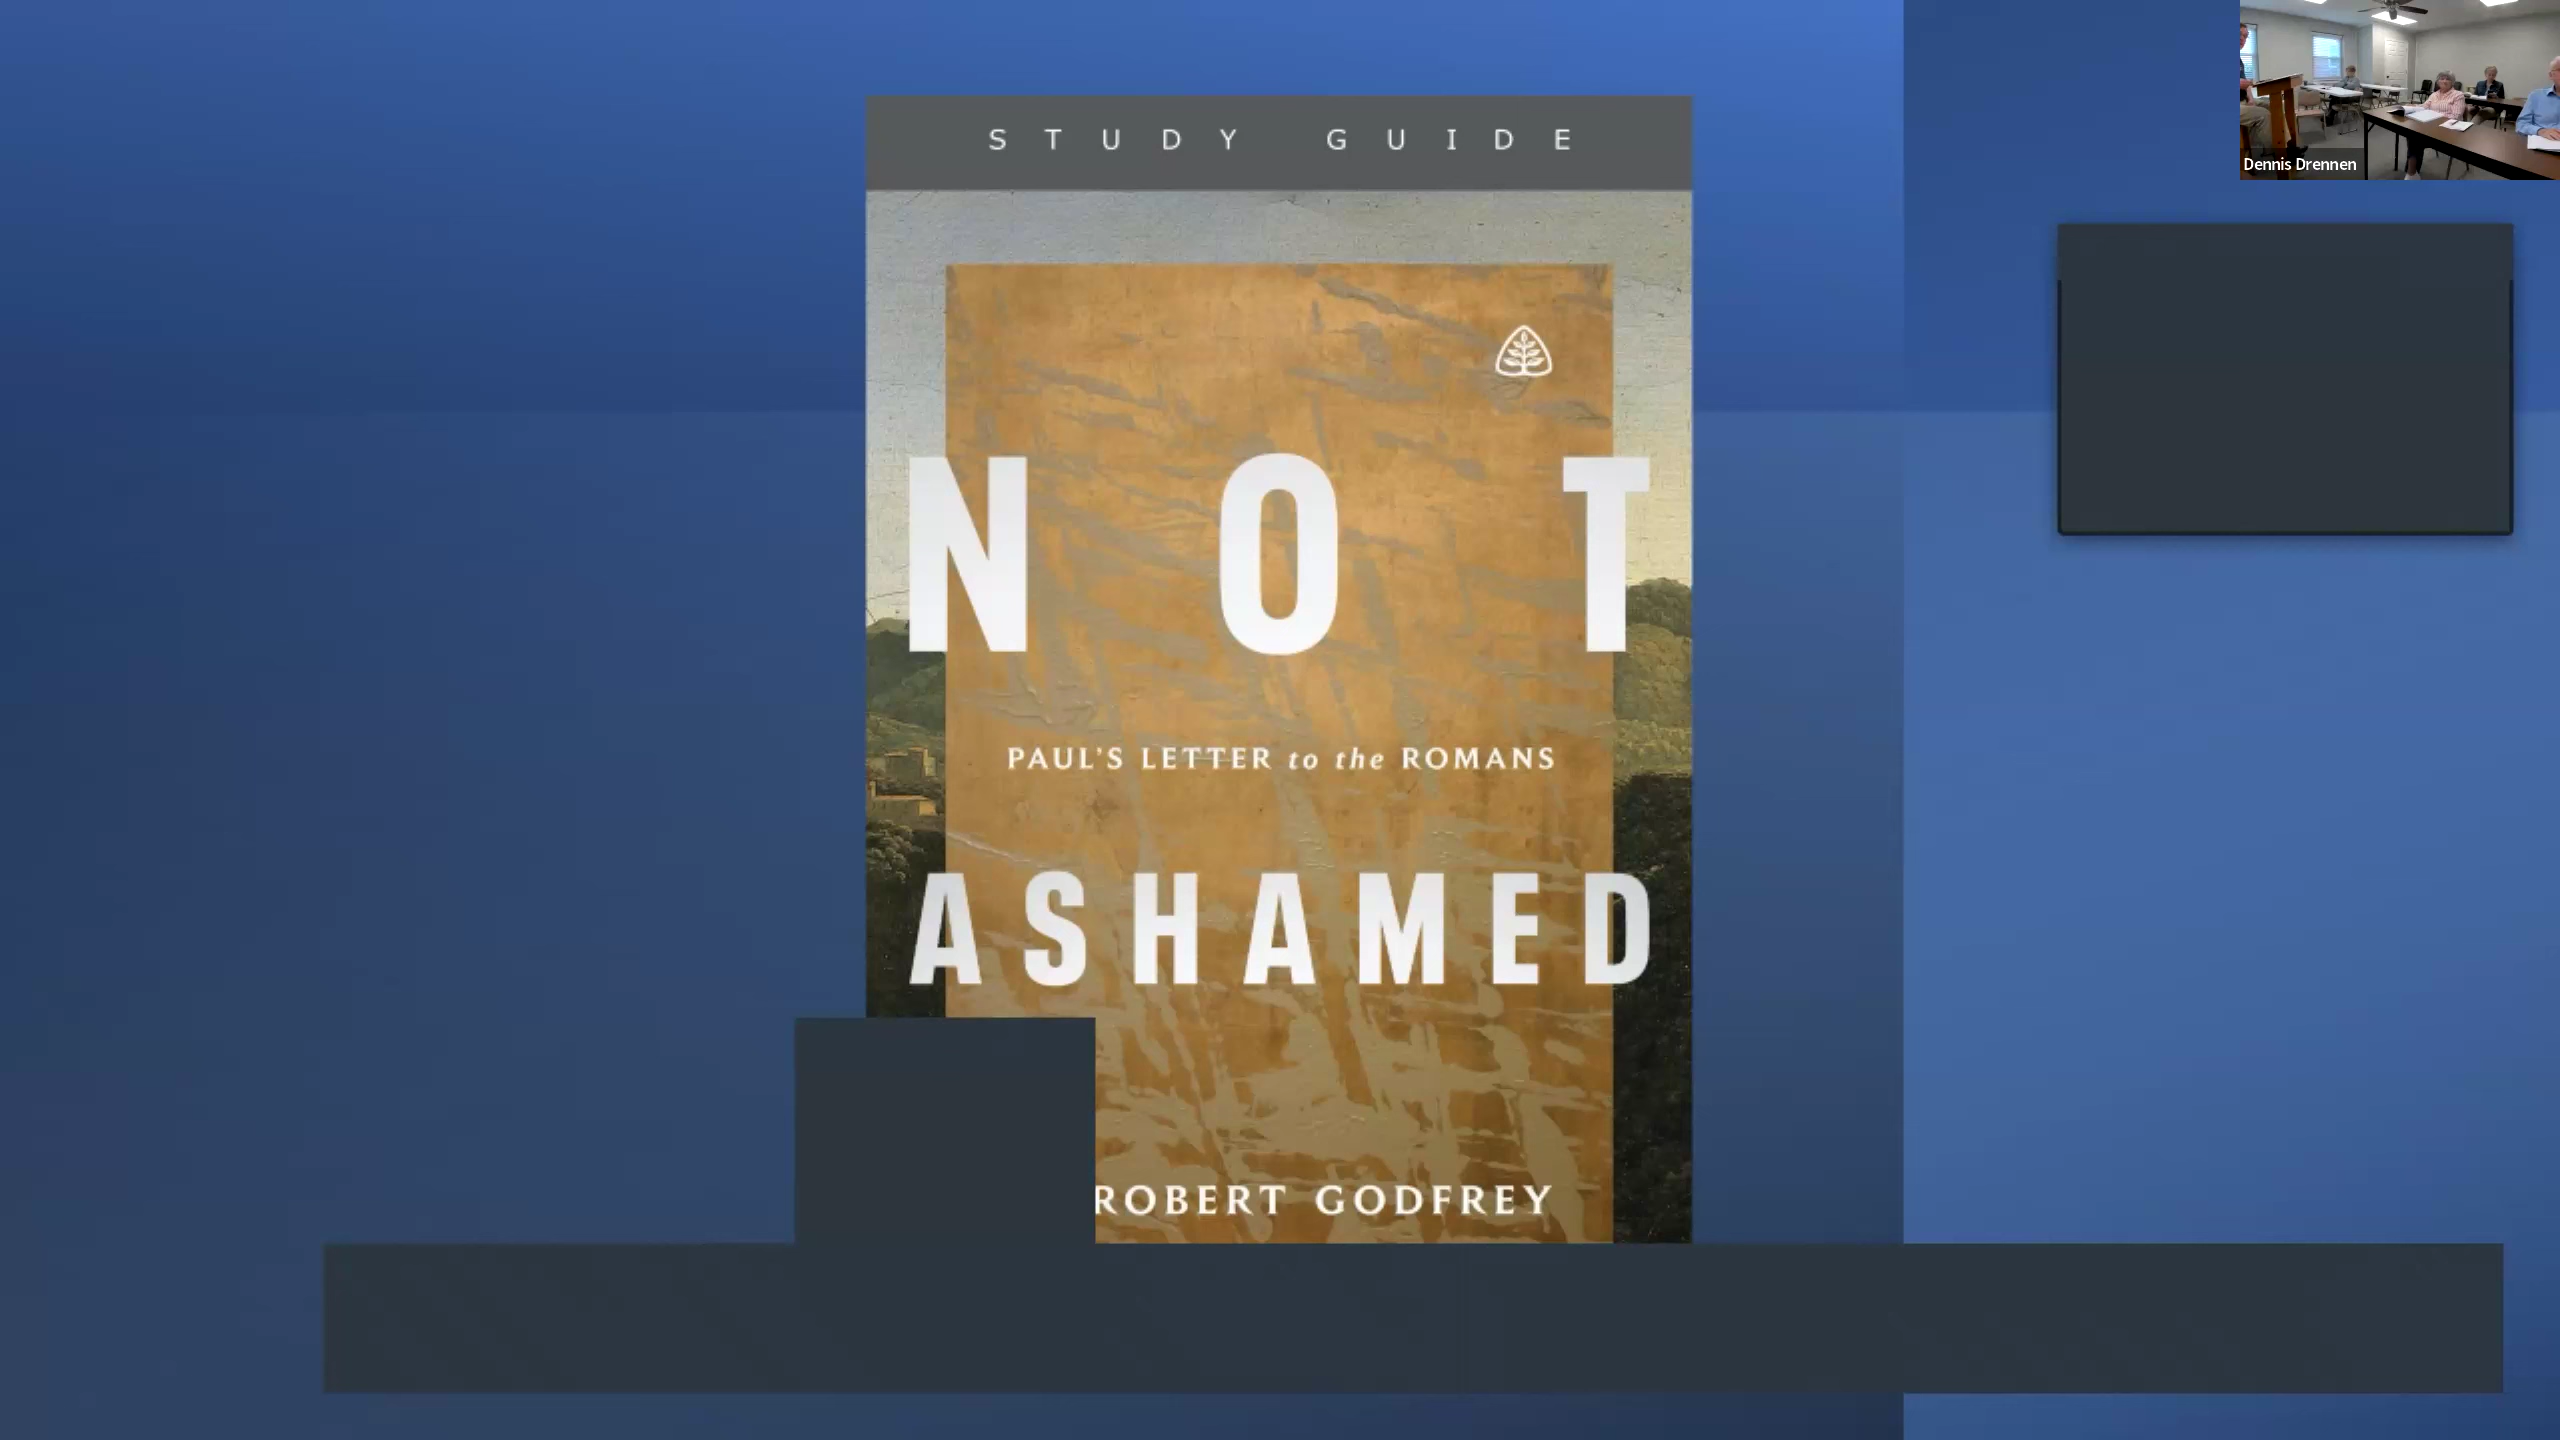 STUDY GUIDE
Dennis Drennen
NOT
PAUL'S LETTER to the ROMANS
ASHAMED
ROBERT GODFREY